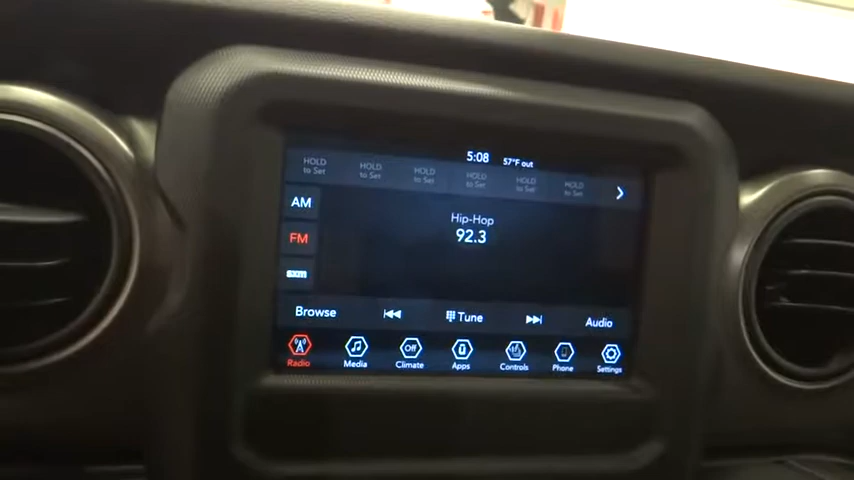 5:08 57°F out
HOLD to Set HOLD to Set HOLD to Set HOLD to Set HOLD to Set HOLD to Set
AM
Hip-Hop
FM
92.3
SXM
Browse Tune Audio
Off
Radio Media Climate Apps Controls Phone Settings